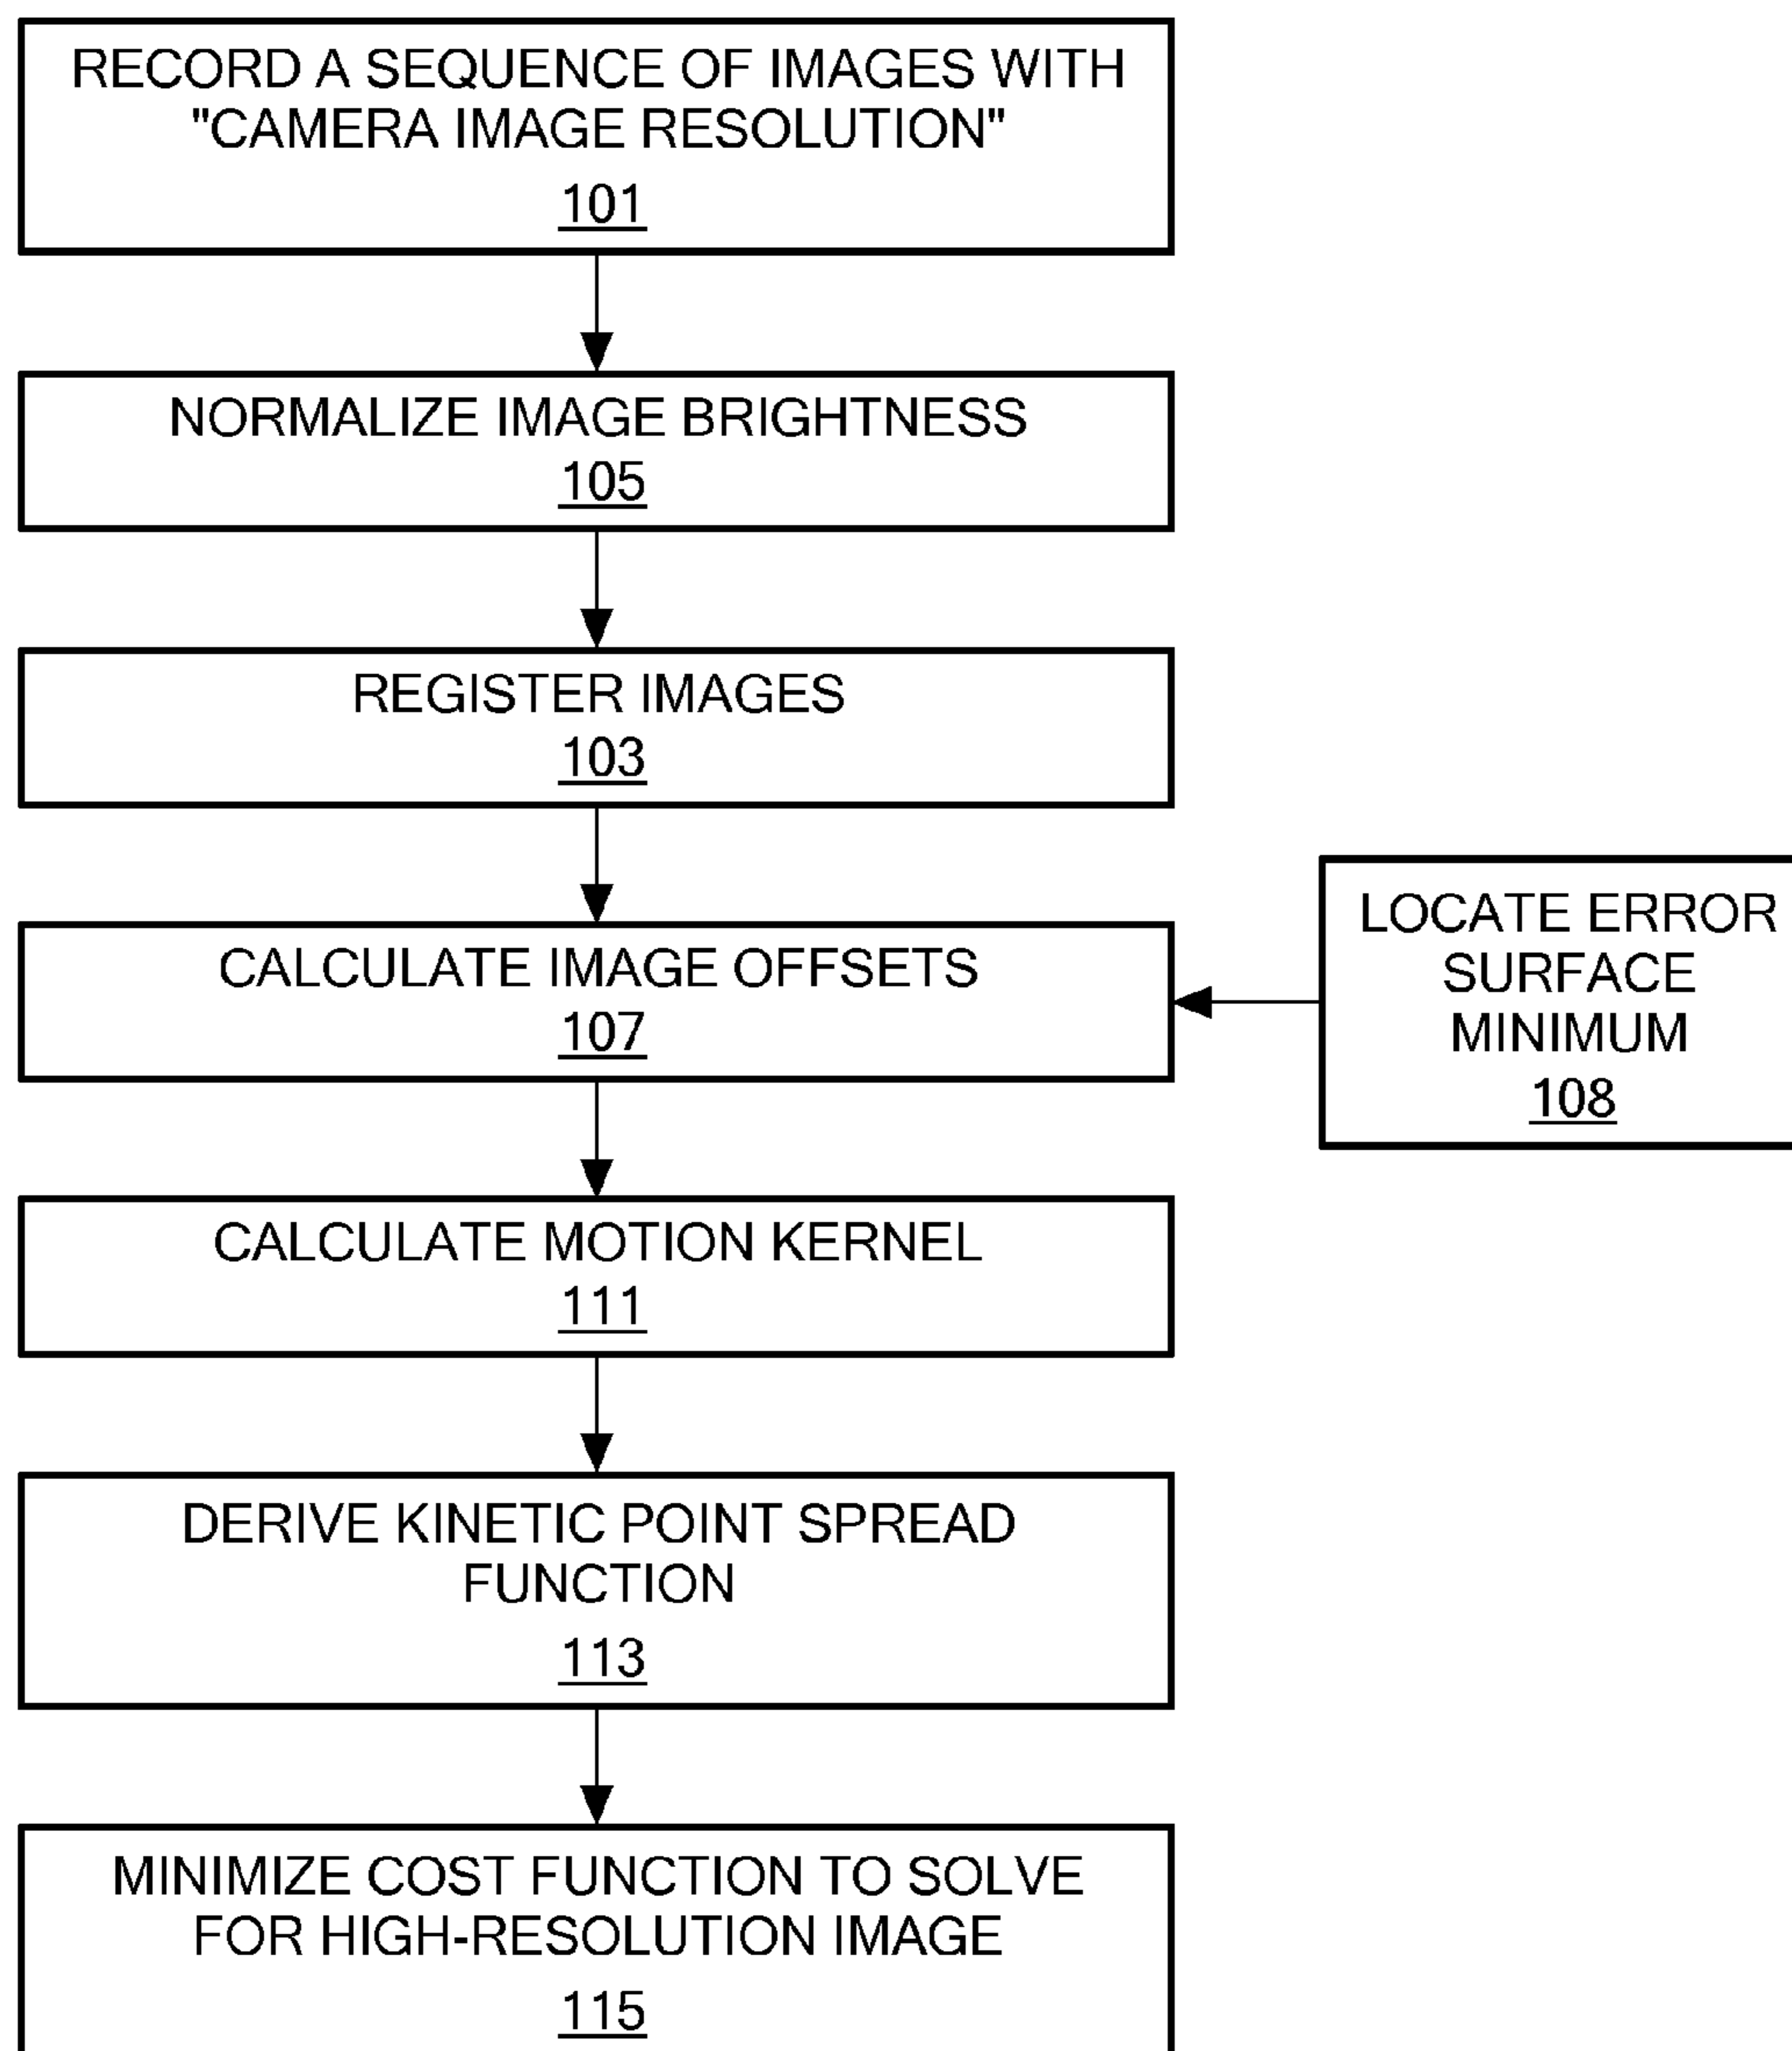 RECORD A SEQUENCE OF IMAGES WITH
"CAMERA IMAGE RESOLUTION"
101
NORMALIZE IMAGE BRIGHTNESS
105
REGISTER IMAGES
103
CALCULATE IMAGE OFFSETS
107
LOCATE ERROR
SURFACE
MINIMUM
108
CALCULATE MOTION KERNEL
111
DERIVE KINETIC POINT SPREAD
FUNCTION
113
MINIMIZE COST FUNCTION TO SOLVE
FOR HIGH-RESOLUTION IMAGE
115